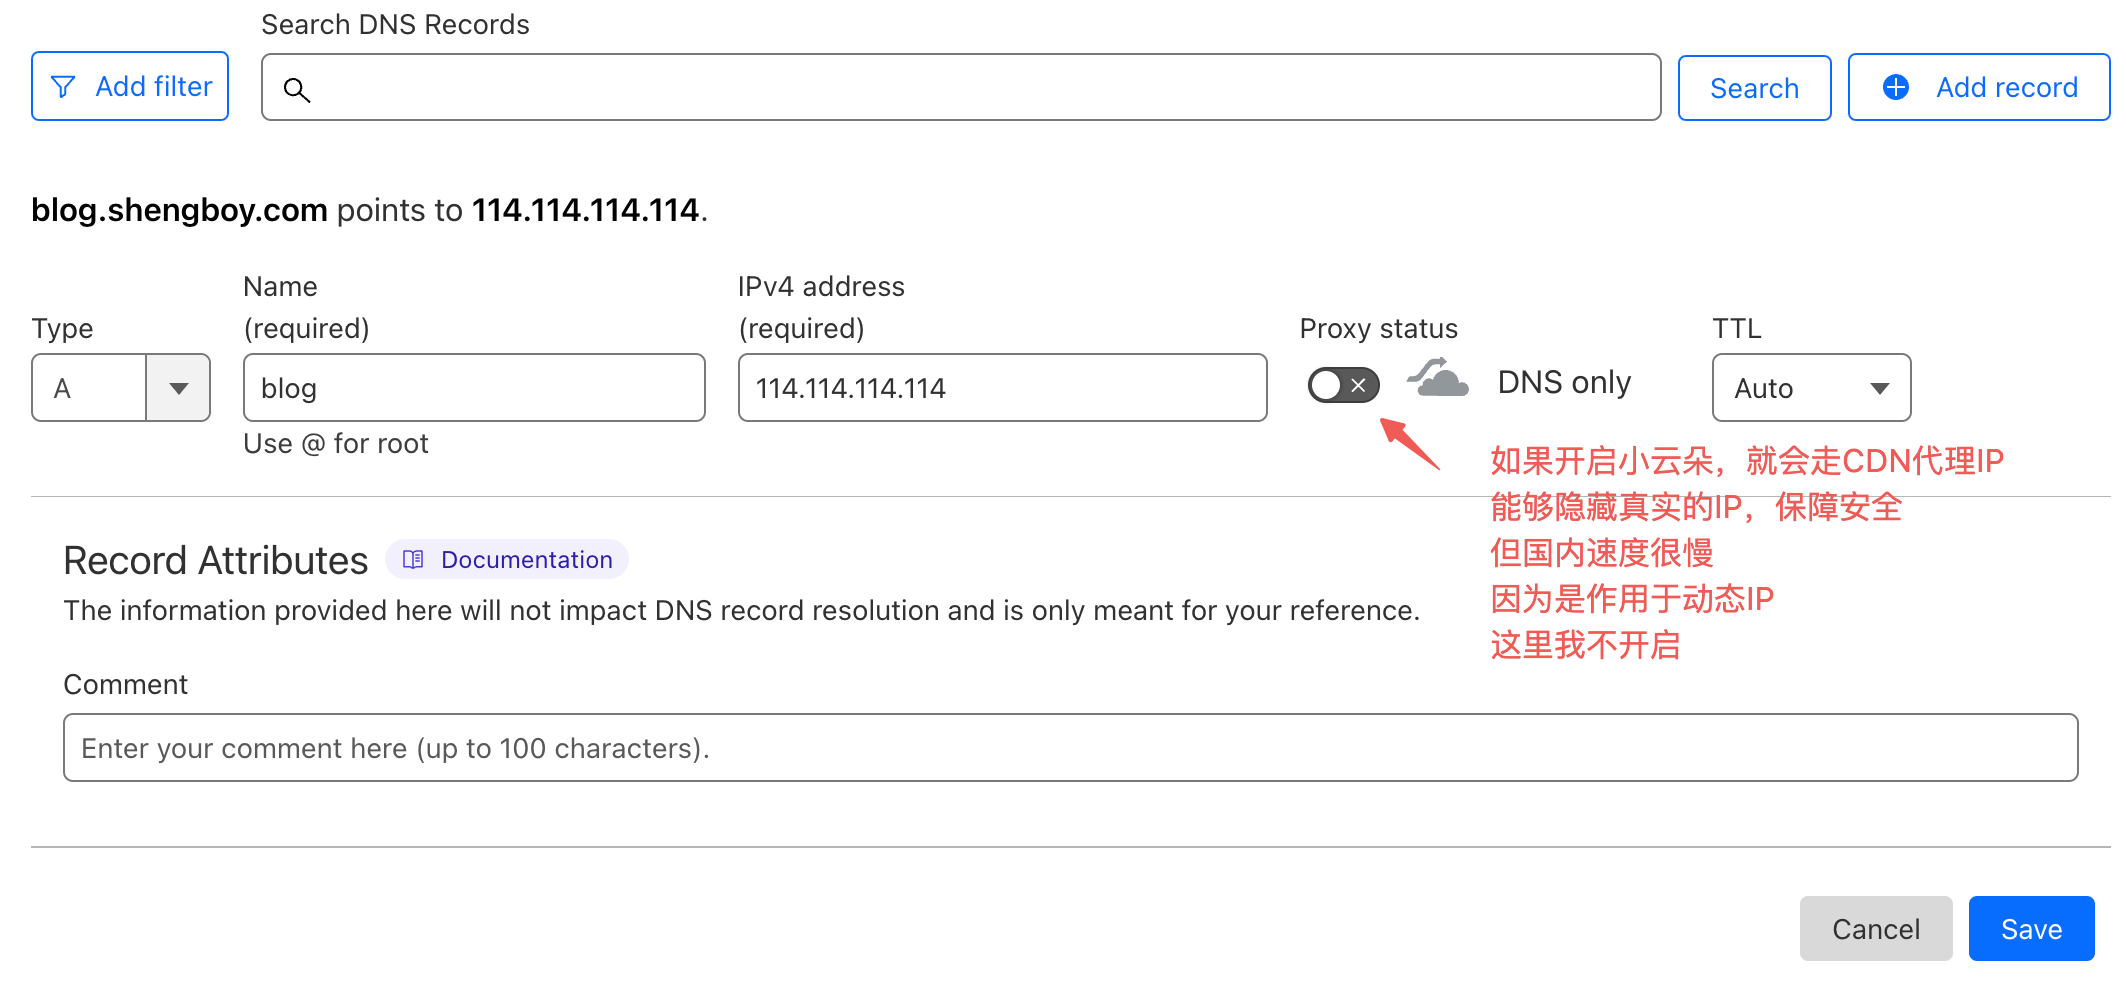 Search DNS Records
Add filter
Search
Add record
blog.shengboy.com points to 114.114.114.114.
Type
Name
(required)
IPv4 address
(required)
Proxy status
TTL
A
blog
114.114.114.114
DNS only
Auto
Use @ for root
如果开启小云朵，就会走CDN代理IP
能够隐藏真实的IP，保障安全
但国内速度很慢
因为是作用于动态IP
这里我不开启
Record Attributes
Documentation
The information provided here will not impact DNS record resolution and is only meant for your reference.
Comment
Enter your comment here (up to 100 characters).
Cancel
Save